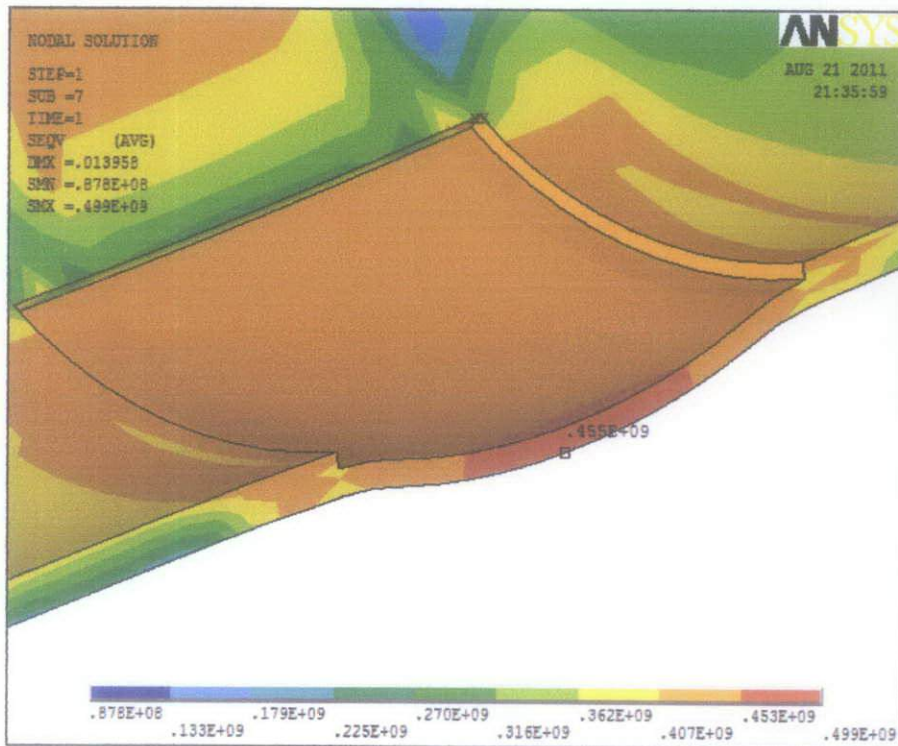 NODAL SOLUTION
STEP=1
SUB =7
TIME=1
SEQV (AVG)
DMX =.013958
SMN =.878E+08
SMX =.499E+09
ANSYS
AUG 21 2011
21:35:59
.455E+09
.878E+08 .179E+09 .270E+09 .362E+09 .453E+09
.133E+09 .225E+09 .316E+09 .407E+09 .499E+09